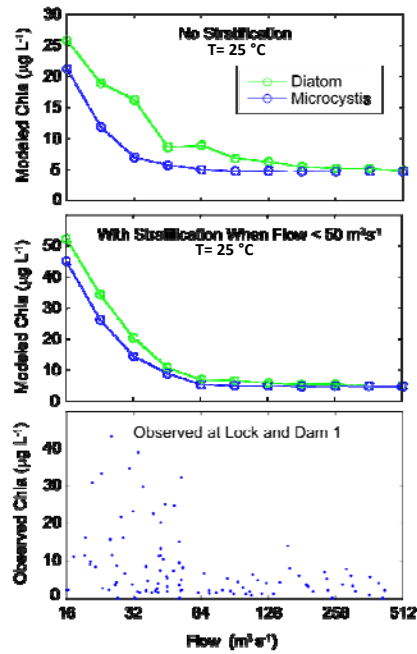 No Stratification
T= 25 °C
Diatom
Microcystis
Modeled Chla (µg L-1)
30
25
20
15
10
5
0
With Stratification When Flow < 50 m³s-1
T= 25 °C
Modeled Chla (µg L-1)
50
40
30
20
10
0
Observed at Lock and Dam 1
Observed Chla (µg L-1)
40
30
20
10
0
16 32 64 128 256 512
Flow (m³s-1)